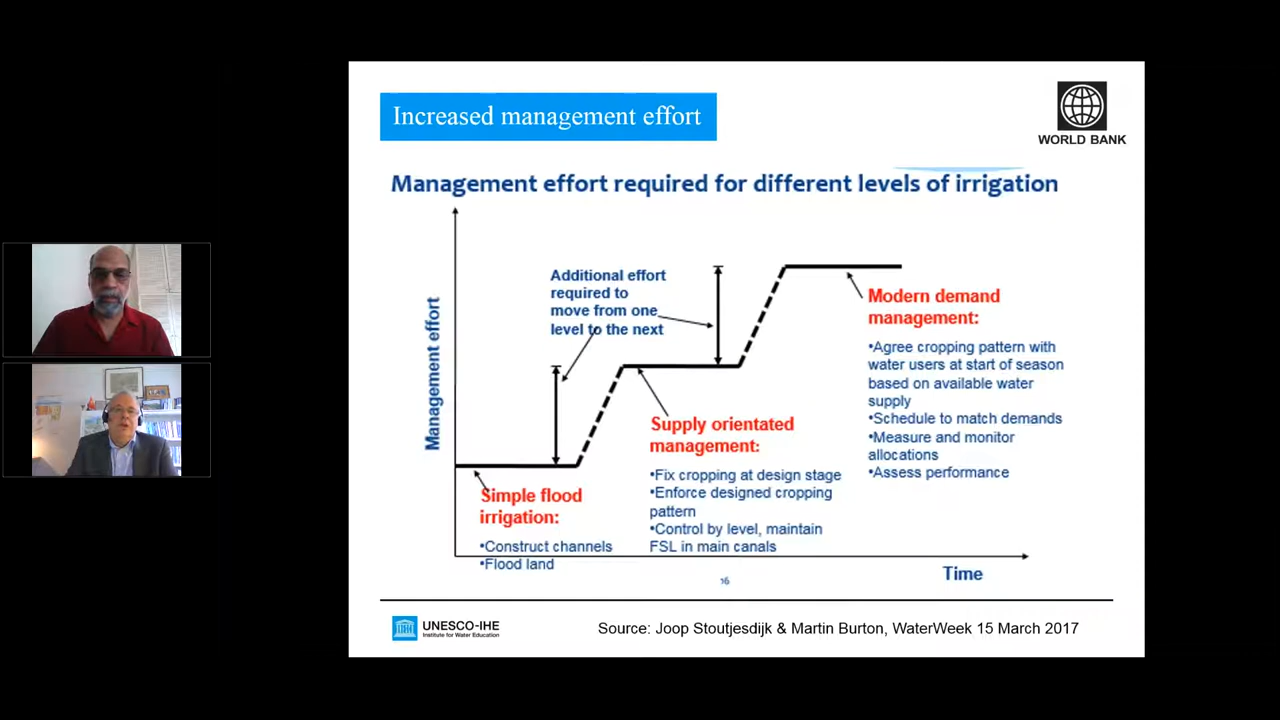 Increased management effort
WORLD BANK
Management effort required for different levels of irrigation
Management effort
Additional effort
required to
move from one
level to the next
Modern demand
management:
•Agree cropping pattern with
water users at start of season
based on available water
supply
•Schedule to match demands
•Measure and monitor
allocations
•Assess performance
Supply orientated
management:
•Fix cropping at design stage
•Enforce designed cropping
pattern
•Control by level, maintain
FSL in main canals
Simple flood
irrigation:
•Construct channels
•Flood land
Time
16
UNESCO-IHE
Institute for Water Education
Source: Joop Stoutjesdijk & Martin Burton, WaterWeek 15 March 2017